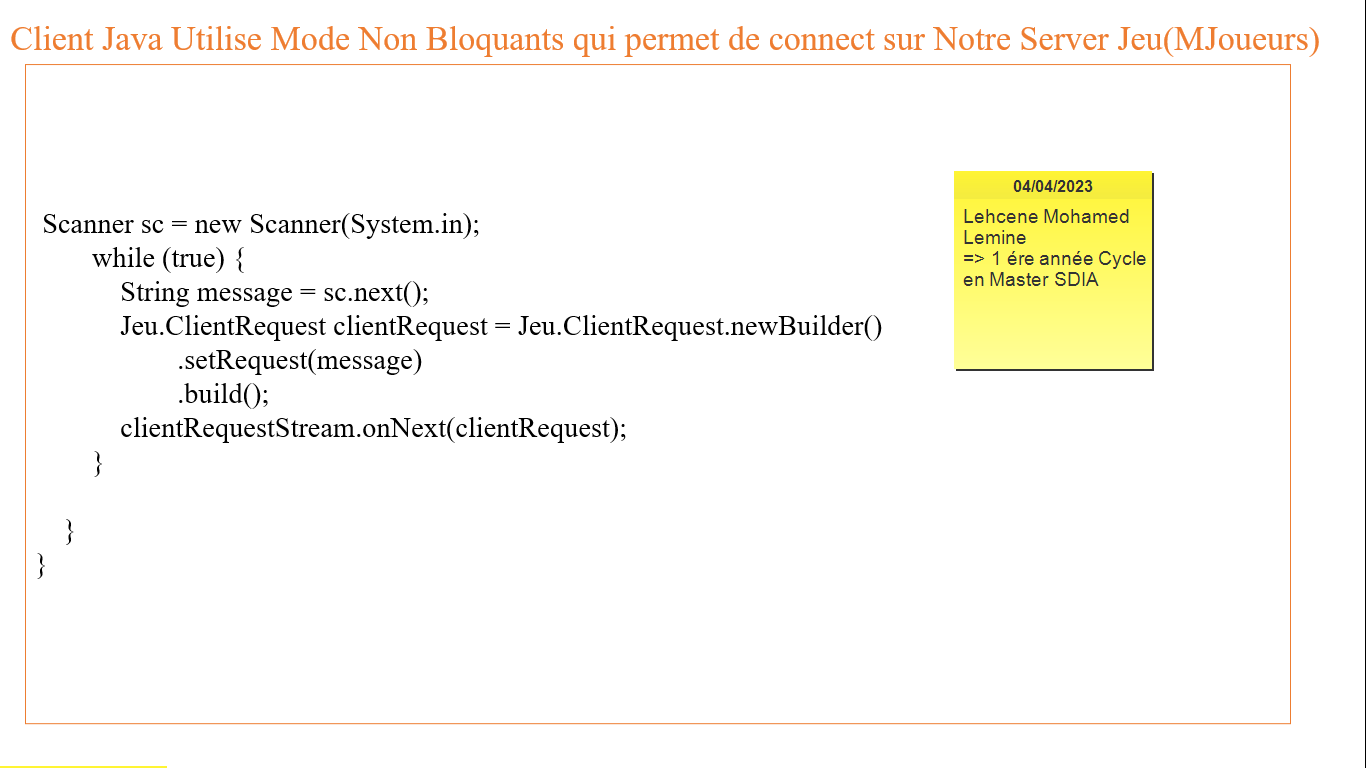 Client Java Utilise Mode Non Bloquants qui permet de connect sur Notre Server Jeu(MJoueurs)
Scanner sc = new Scanner(System.in);
while (true) {
String message = sc.next();
Jeu.ClientRequest clientRequest = Jeu.ClientRequest.newBuilder()
.setRequest(message)
.build();
clientRequestStream.onNext(clientRequest);
}
}
}
04/04/2023
Lehcene Mohamed
Lemine
=> 1 ére année Cycle
en Master SDIA